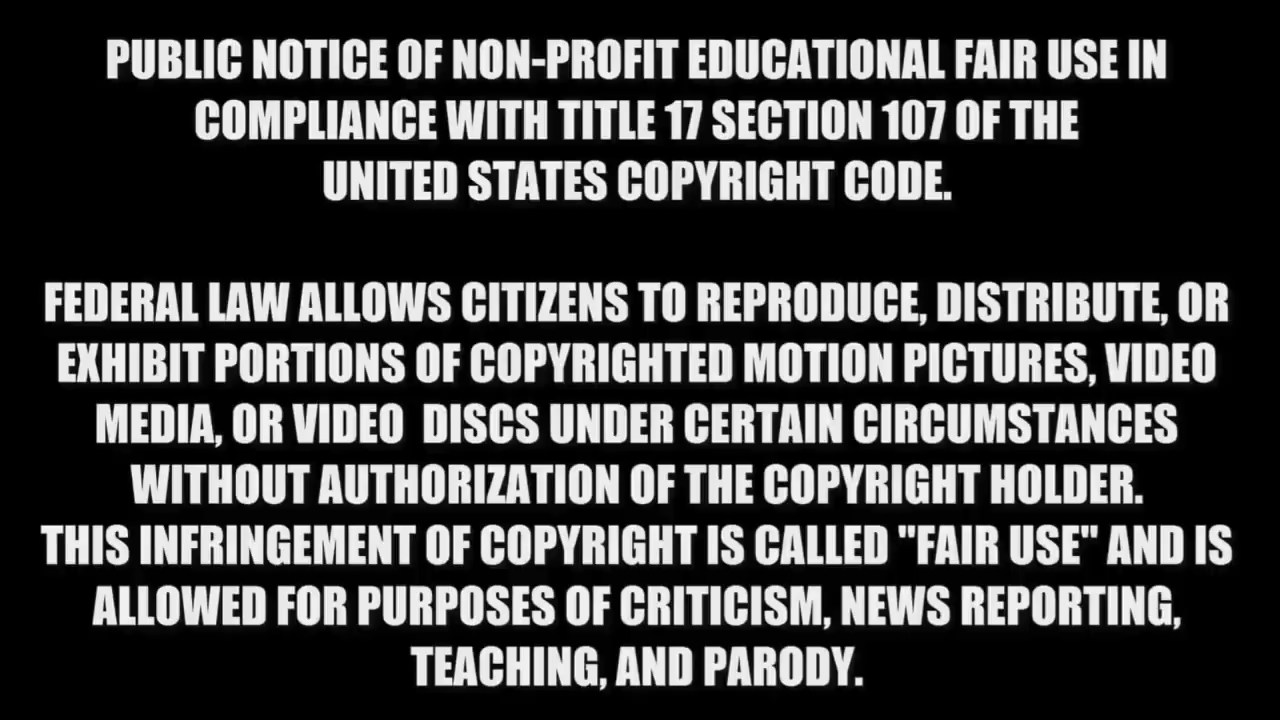 PUBLIC NOTICE OF NON-PROFIT EDUCATIONAL FAIR USE IN
COMPLIANCE WITH TITLE 17 SECTION 107 OF THE
UNITED STATES COPYRIGHT CODE.
FEDERAL LAW ALLOWS CITIZENS TO REPRODUCE, DISTRIBUTE, OR
EXHIBIT PORTIONS OF COPYRIGHTED MOTION PICTURES, VIDEO
MEDIA, OR VIDEO DISCS UNDER CERTAIN CIRCUMSTANCES
WITHOUT AUTHORIZATION OF THE COPYRIGHT HOLDER.
THIS INFRINGEMENT OF COPYRIGHT IS CALLED "FAIR USE" AND IS
ALLOWED FOR PURPOSES OF CRITICISM, NEWS REPORTING,
TEACHING, AND PARODY.